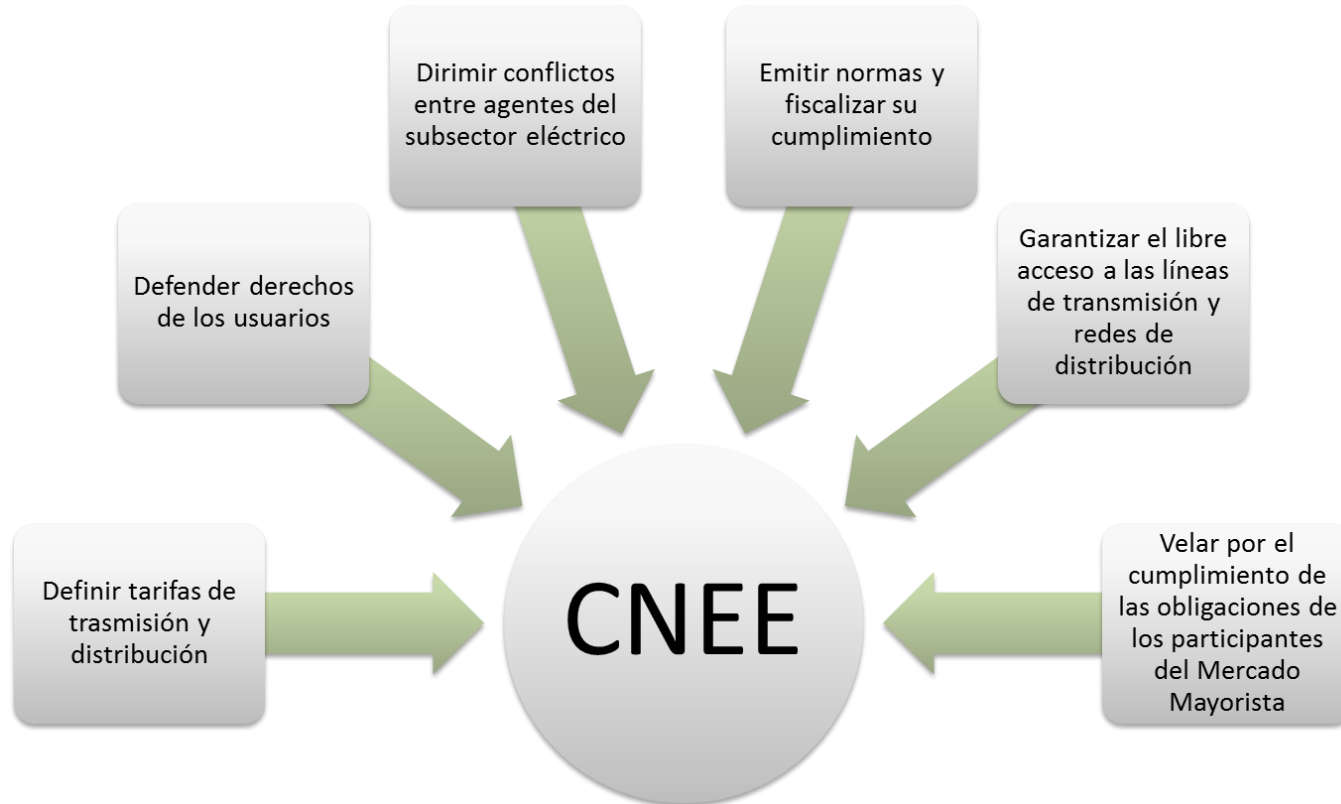 Dirimir conflictos
entre agentes del
subsector eléctrico
Emitir normas y
fiscalizar su
cumplimiento
Defender derechos
de los usuarios
Garantizar el libre
acceso a las líneas
de transmisión y
redes de
distribución
Definir tarifas de
trasmisión y
distribución
CNEE
Velar por el
cumplimiento de
las obligaciones de
los participantes
del Mercado
Mayorista